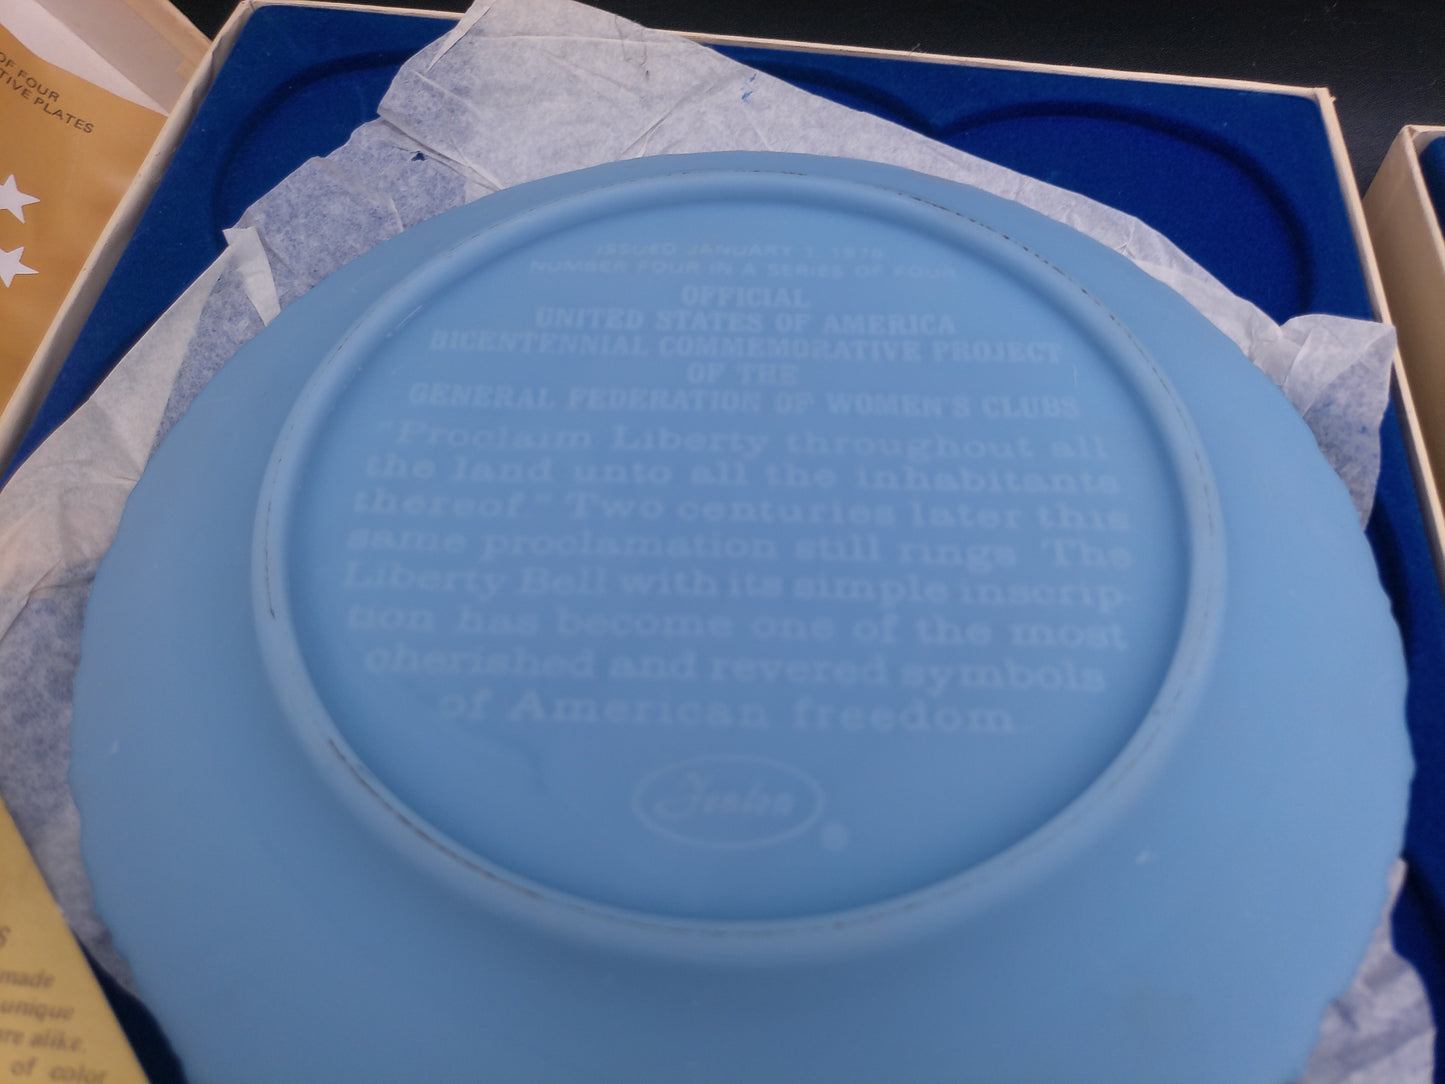 OF FOUR
TIVE PLATES
ISSUED JANUARY 1, 1976
NUMBER FOUR IN A SERIES OF FOUR
OFFICIAL
UNITED STATES OF AMERICA
BICENTENNIAL COMMEMORATIVE PROJECT
OF THE
GENERAL FEDERATION OF WOMEN'S CLUBS
"Proclaim Liberty throughout all
the land unto all the inhabitants
thereof." Two centuries later this
same proclamation still rings. The
Liberty Bell with its simple inscrip-
tion has become one of the most
cherished and revered symbols
of American freedom.
Fenton
®
S
made
unique
are alike.
of color